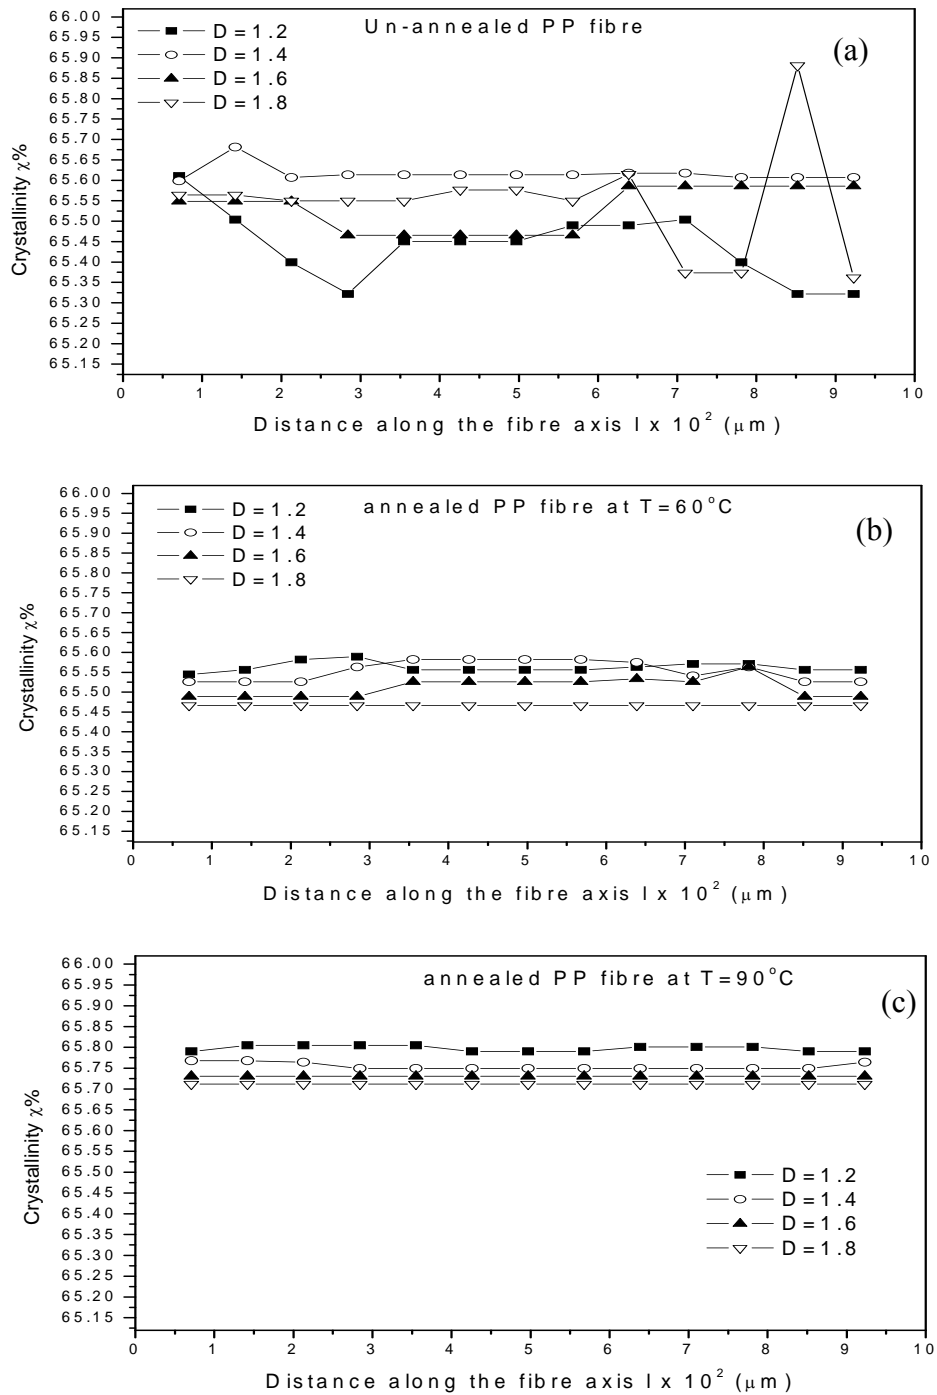 Un-annealed PP fibre
(a)
D=1.2
D=1.4
D=1.6
D=1.8
Crystallinity χ%
66.00
65.95
65.90
65.85
65.80
65.75
65.70
65.65
65.60
65.55
65.50
65.45
65.40
65.35
65.30
65.25
65.20
65.15
0 1 2 3 4 5 6 7 8 9 10
Distance along the fibre axis l x 10² (μm)
annealed PP fibre at T=60°C
(b)
D=1.2
D=1.4
D=1.6
D=1.8
Crystallinity χ%
66.00
65.95
65.90
65.85
65.80
65.75
65.70
65.65
65.60
65.55
65.50
65.45
65.40
65.35
65.30
65.25
65.20
65.15
0 1 2 3 4 5 6 7 8 9 10
Distance along the fibre axis l x 10² (μm)
annealed PP fibre at T=90°C
(c)
Crystallinity χ%
66.00
65.95
65.90
65.85
65.80
65.75
65.70
65.65
65.60
65.55
65.50
65.45
65.40
65.35
65.30
65.25
65.20
65.15
D=1.2
D=1.4
D=1.6
D=1.8
0 1 2 3 4 5 6 7 8 9 10
Distance along the fibre axis l x 10² (μm)